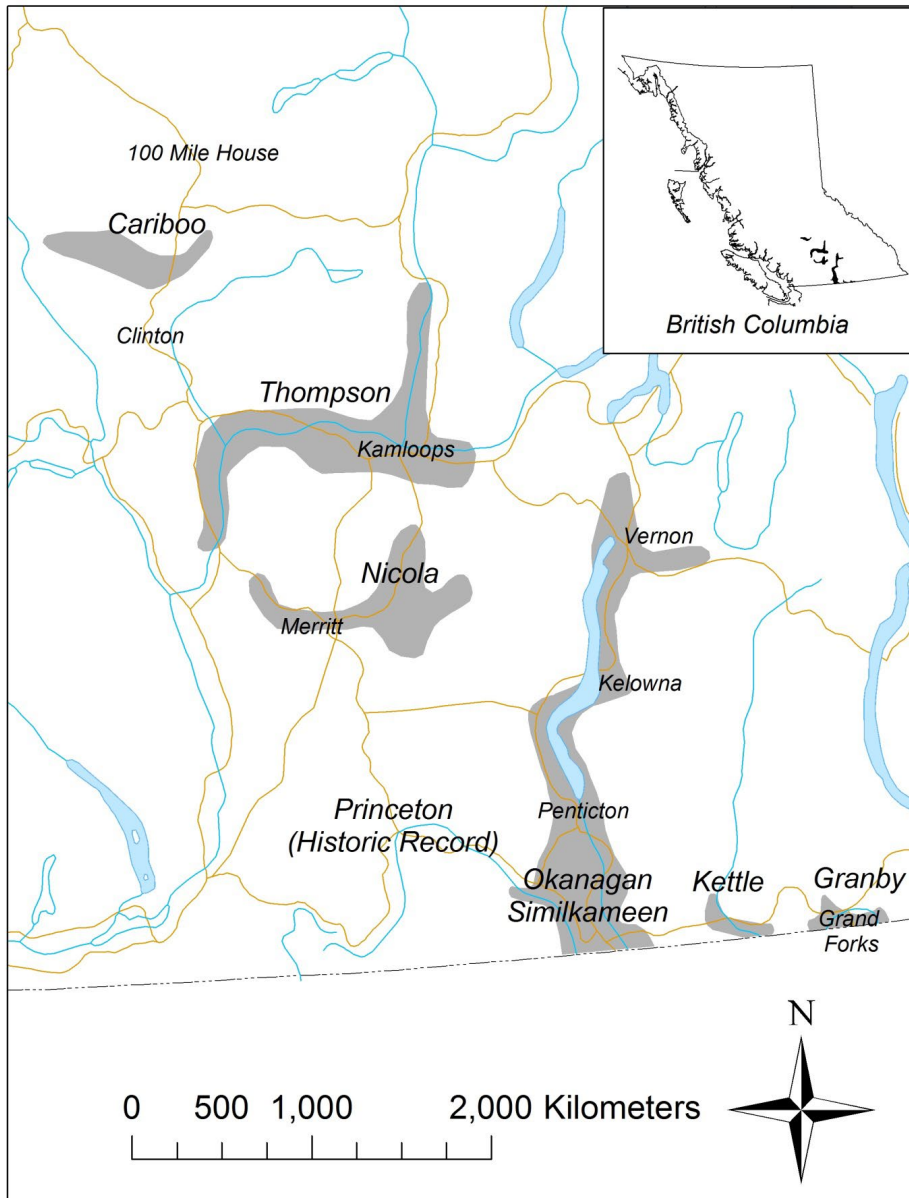 100 Mile House
Cariboo
British Columbia
Clinton
Thompson
Kamloops
Vernon
Nicola
Merritt
Kelowna
Princeton
(Historic Record)
Penticton
Okanagan
Similkameen
Kettle
Granby
Grand
Forks
N
0 500 1,000 2,000 Kilometers